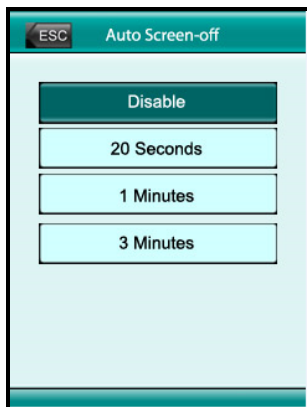 ESC Auto Screen-off
Disable
20 Seconds
1 Minutes
3 Minutes